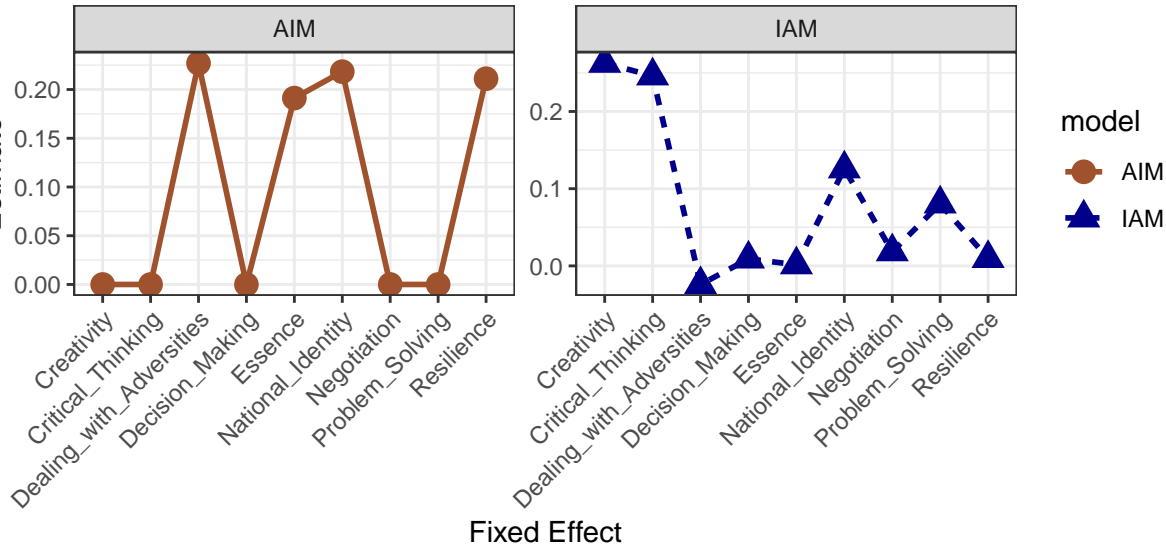 AIM
IAM
0.20
0.15
0.10
0.05
0.00
0.2
0.1
0.0
Creativity
Critical_Thinking
Dealing_with_Adversities
Decision_Making
Essence
National_Identity
Negotiation
Problem_Solving
Resilience
Creativity
Critical_Thinking
Dealing_with_Adversities
Decision_Making
Essence
National_Identity
Negotiation
Problem_Solving
Resilience
Fixed Effect
model
AIM
IAM